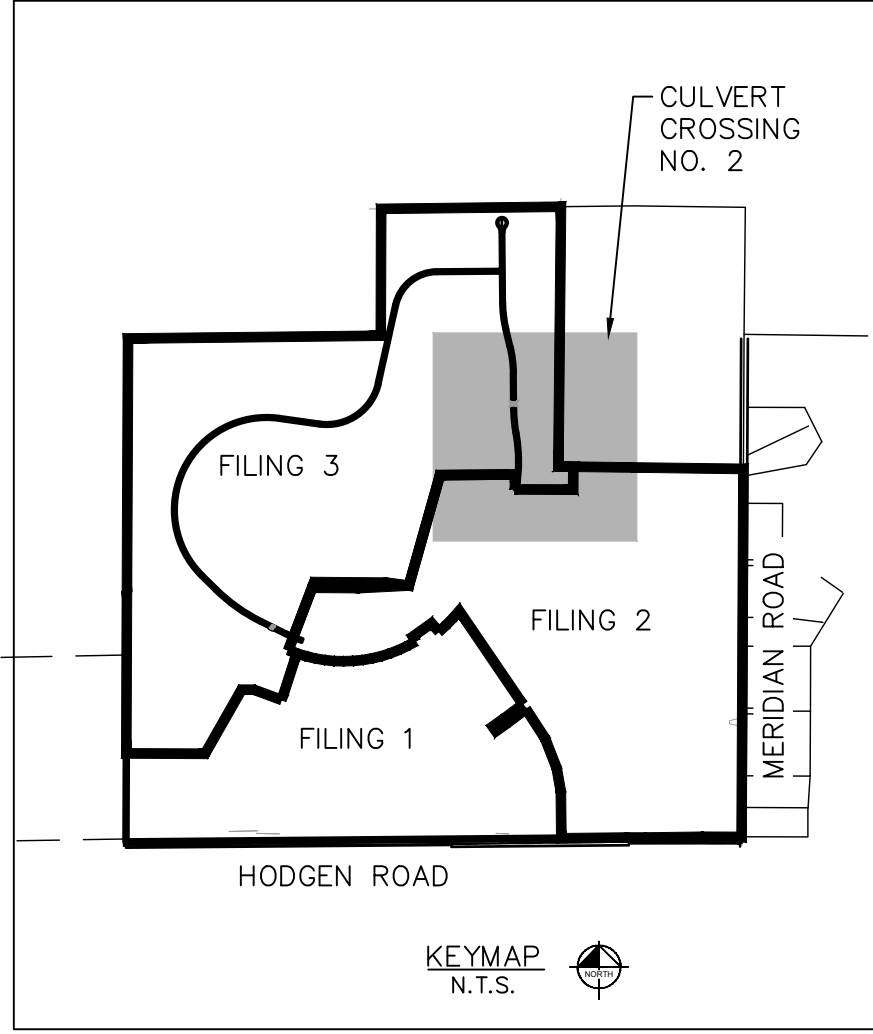 CULVERT
CROSSING
NO. 2
FILING 3
FILING 2
MERIDIAN ROAD
FILING 1
HODGEN ROAD
KEYMAP
N.T.S.
NORTH